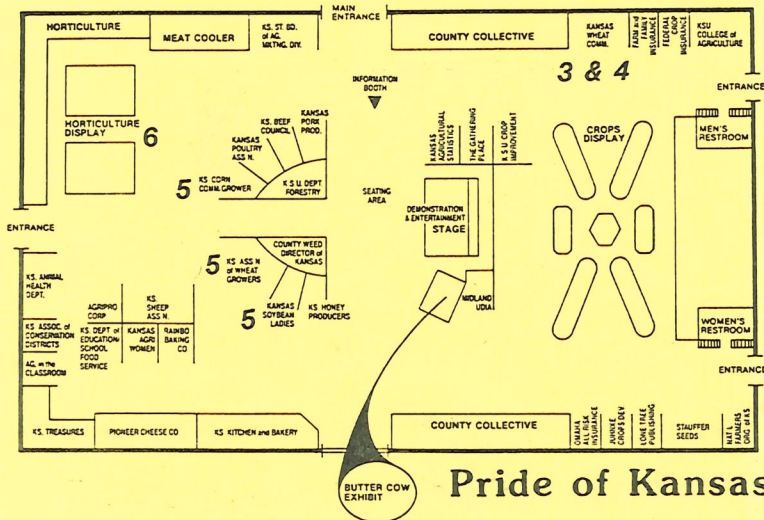 MAIN
ENTRANCE
HORTICULTURE
MEAT COOLER
KS. ST. BD.
of AG.
MKTNG. DIV.
COUNTY COLLECTIVE
KANSAS
WHEAT
COMM.
FARM and
FAMILY
INSURANCE
FEDERAL
CROP
INSURANCE
KSU
COLLEGE of
AGRICULTURE
3 & 4
ENTRANCE
INFORMATION
BOOTH
HORTICULTURE
DISPLAY
6
KS. BEEF
COUNCIL
KANSAS
PORK
PROD.
KANSAS
POULTRY
ASS N.
5
KS CORN
COMM. GROWER
K S U DEPT
FORESTRY
KANSAS
AGRICULTURAL
STATISTICS
THE GATHERING
PLACE
K S U CROP
IMPROVEMENT
CROPS
DISPLAY
MEN'S
RESTROOM
SEATING
AREA
DEMONSTRATION
& ENTERTAINMENT
STAGE
ENTRANCE
5
KS ASS N
of WHEAT
GROWERS
COUNTY WEED
DIRECTOR of
KANSAS
5
KANSAS
SOYBEAN
LADIES
KS HONEY
PRODUCERS
MIDLAND
UDIA
KS. ANIMAL
HEALTH
DEPT.
AGRIPRO
CORP
KS.
SHEEP
ASS N.
KS. ASSOC. of
CONSERVATION
DISTRICTS
KS. DEPT of
EDUCATION/
SCHOOL
FOOD
SERVICE
KANSAS
AGRI
WOMEN
RAINBO
BAKING
CO
AG. in the
CLASSROOM
WOMEN'S
RESTROOM
ENTRANCE
KS. TREASURES
PIONEER CHEESE CO
KS KITCHEN and BAKERY
COUNTY COLLECTIVE
OMAHA
ALL RISK
INSURANCE
JUHNKE
CROPS DEV.
LONE TREE
PUBLISHING
STAUFFER
SEEDS
NAT L
FARMERS
ORG of KS
BUTTER COW
EXHIBIT
Pride of Kansas